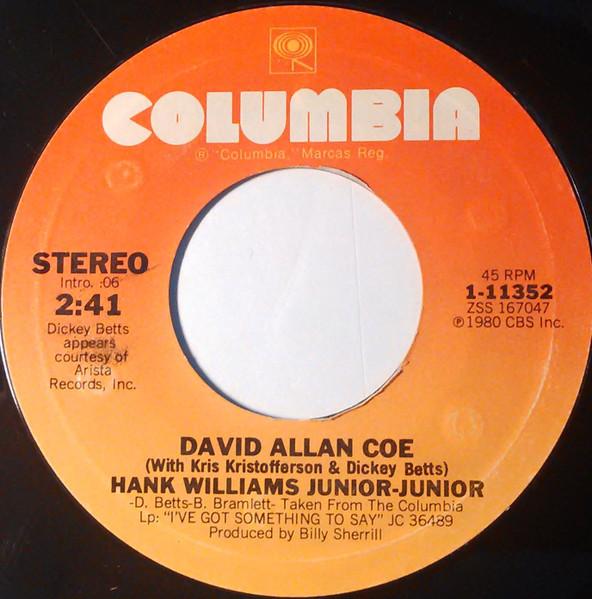 COLUMBIA
® "Columbia," Marcas Reg.
STEREO
Intro. :06
2:41
Dickey Betts
appears
courtesy of
Arista
Records, Inc.
45 RPM
1-11352
ZSS 167047
℗ 1980 CBS Inc.
DAVID ALLAN COE
(With Kris Kristofferson & Dickey Betts)
HANK WILLIAMS JUNIOR-JUNIOR
-D. Betts-B. Bramlett- Taken From The Columbia
Lp: "I'VE GOT SOMETHING TO SAY" JC 36489
Produced by Billy Sherrill